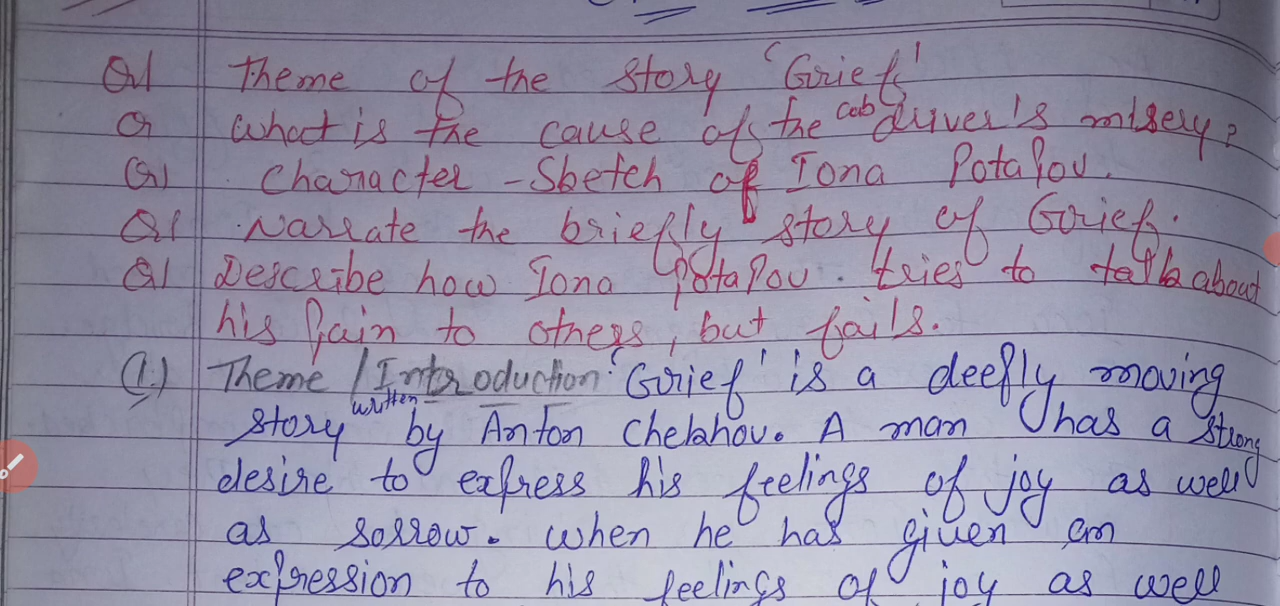 Q1 Theme of the story 'Grief'
Or What is the cause of the cab driver's misery?
Q1 Character-Sketch of Iona Potapov.
Q1 Narrate the briefly story of Grief.
Q1 Describe how Iona Potapov. tries to talk about
his pain to others, but fails.
(1.) Theme / Introduction : 'Grief' is a deeply moving
story written by Anton Chekhov. A man has a strong
desire to express his feelings of joy as well
as sorrow. when he has given an
expression to his feelings of joy as well